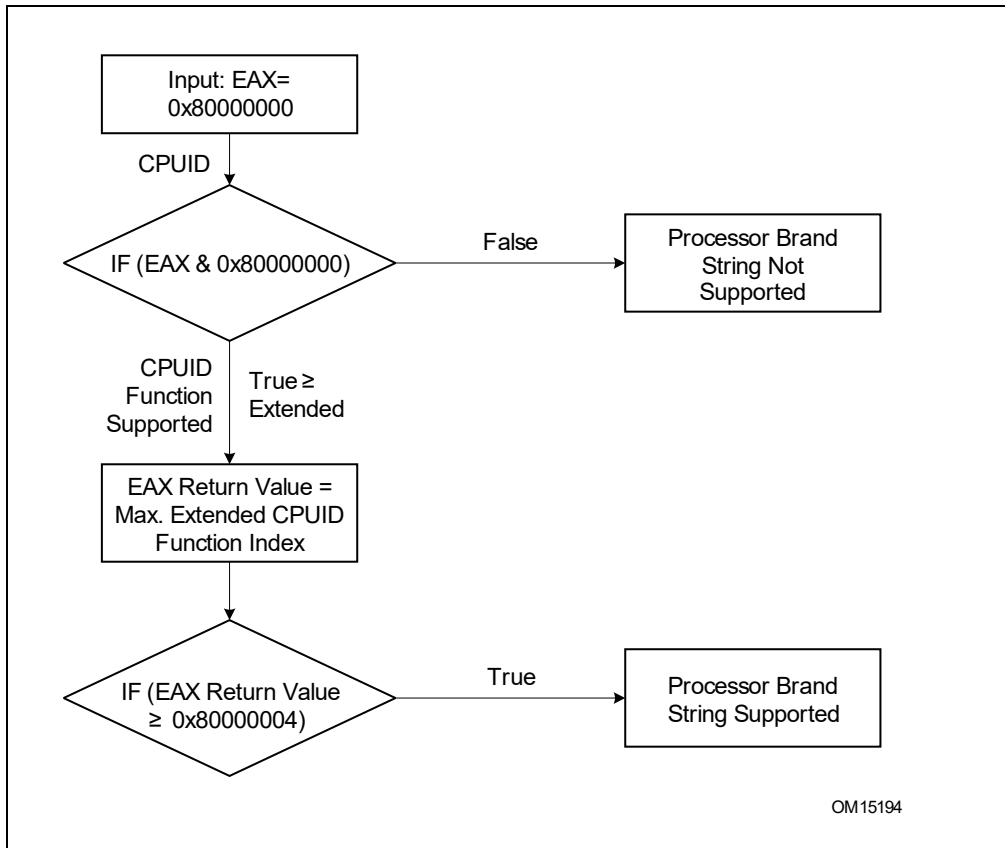 Input: EAX=
0x80000000
CPUID
IF (EAX & 0x80000000)
False
Processor Brand
String Not
Supported
CPUID
Function
Supported
True ≥
Extended
EAX Return Value =
Max. Extended CPUID
Function Index
IF (EAX Return Value
≥ 0x80000004)
True
Processor Brand
String Supported
OM15194